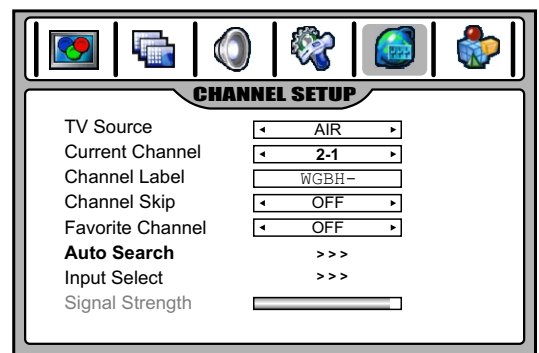 CHANNEL SETUP
TV Source AIR
Current Channel 2-1
Channel Label WGBH-
Channel Skip OFF
Favorite Channel OFF
Auto Search >>>
Input Select >>>
Signal Strength